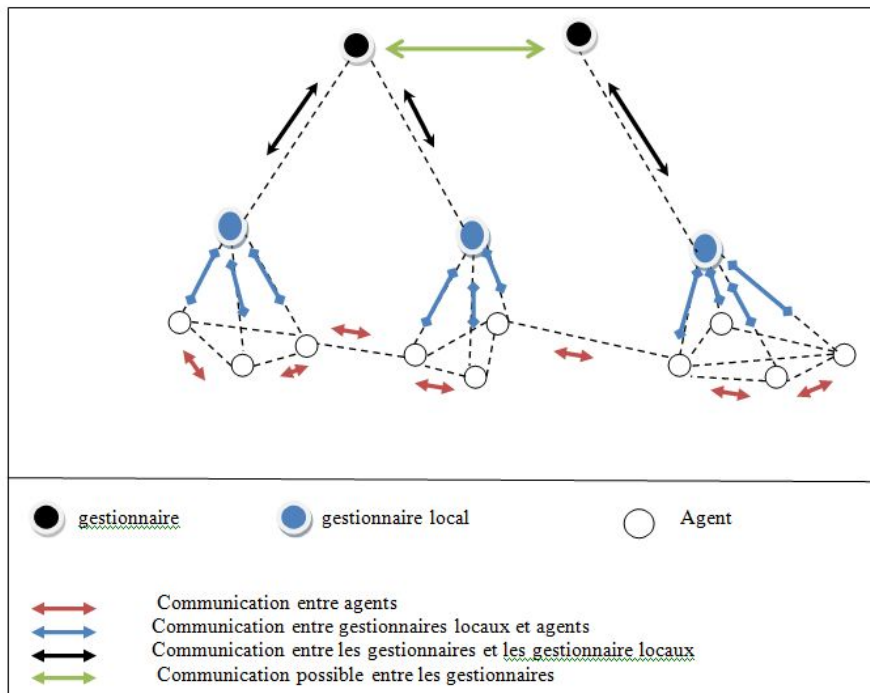 gestionnaire
gestionnaire local
Agent
Communication entre agents
Communication entre gestionnaires locaux et agents
Communication entre les gestionnaires et les gestionnaire locaux
Communication possible entre les gestionnaires